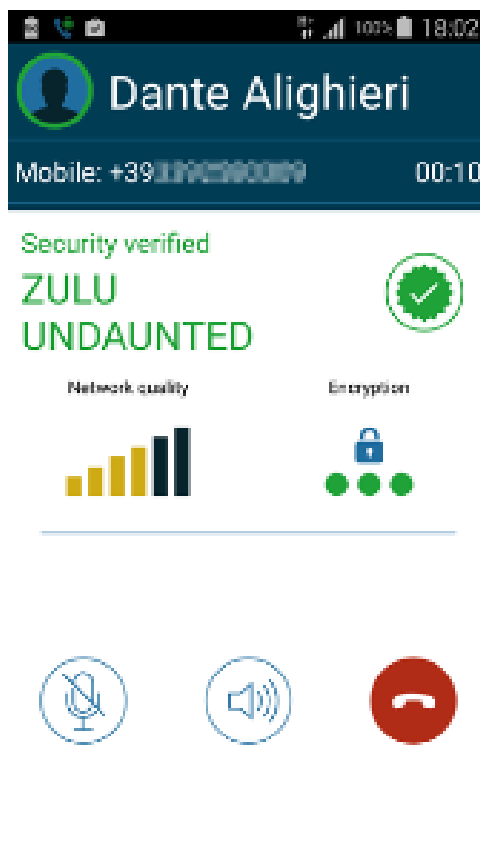 100% 18:02
Dante Alighieri
Mobile: +39 00:10
Security verified
ZULU
UNDAUNTED
Network quality Encryption